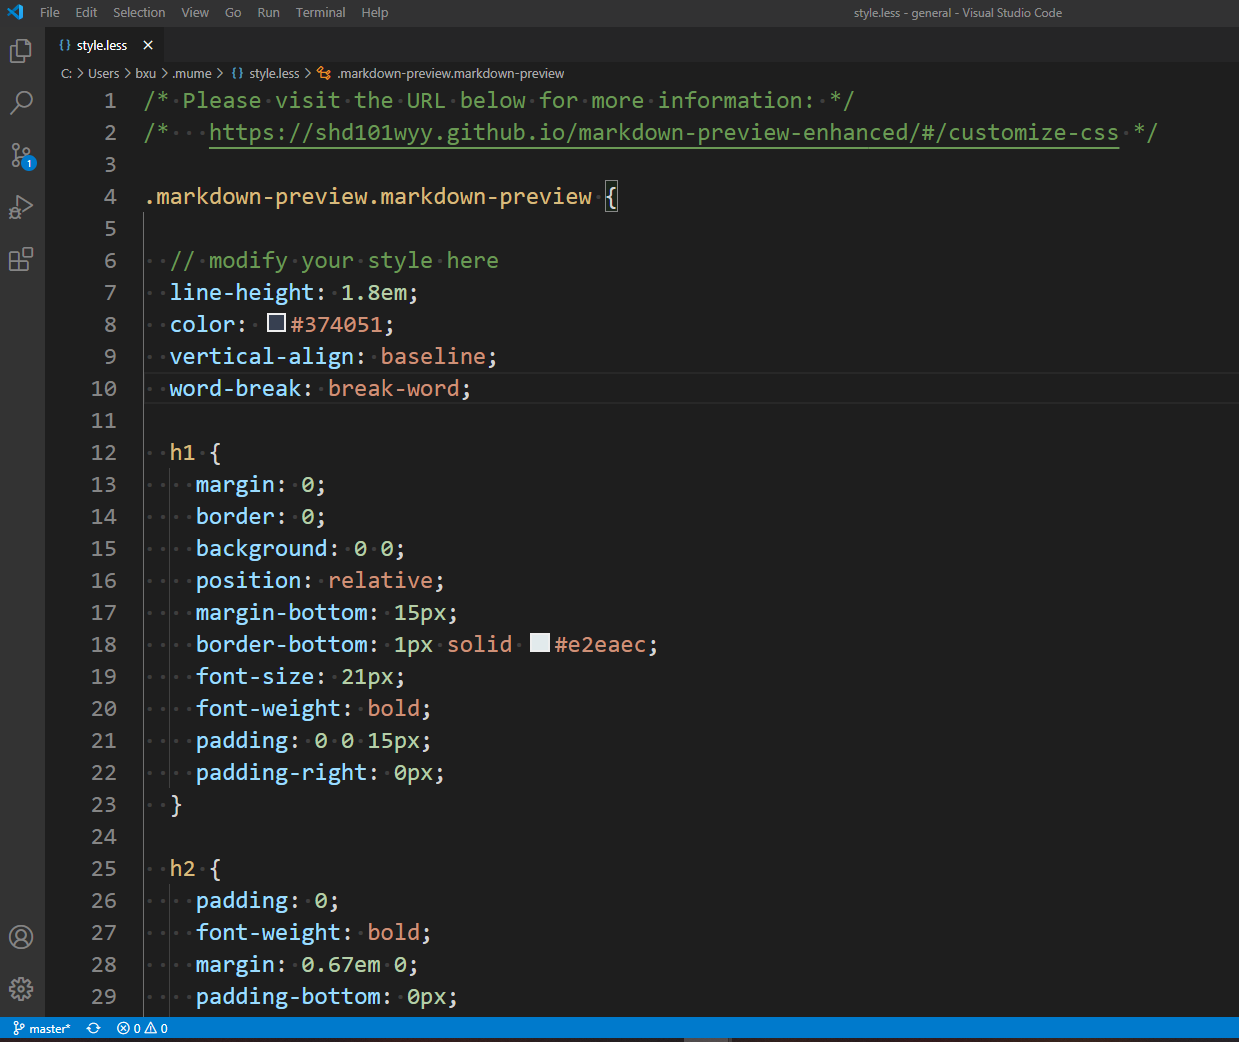 File Edit Selection View Go Run Terminal Help style.less - general - Visual Studio Code
{} style.less ×
C: > Users > bxu > .mume > {} style.less > .markdown-preview.markdown-preview
1 /* Please visit the URL below for more information: */
2 /*   https://shd101wyy.github.io/markdown-preview-enhanced/#/customize-css */
3
4 .markdown-preview.markdown-preview {
5
6   // modify your style here
7   line-height: 1.8em;
8   color: #374051;
9   vertical-align: baseline;
10   word-break: break-word;
11
12   h1 {
13     margin: 0;
14     border: 0;
15     background: 0 0;
16     position: relative;
17     margin-bottom: 15px;
18     border-bottom: 1px solid #e2eaec;
19     font-size: 21px;
20     font-weight: bold;
21     padding: 0 0 15px;
22     padding-right: 0px;
23   }
24
25   h2 {
26     padding: 0;
27     font-weight: bold;
28     margin: 0.67em 0;
29     padding-bottom: 0px;
1
master* 0 0